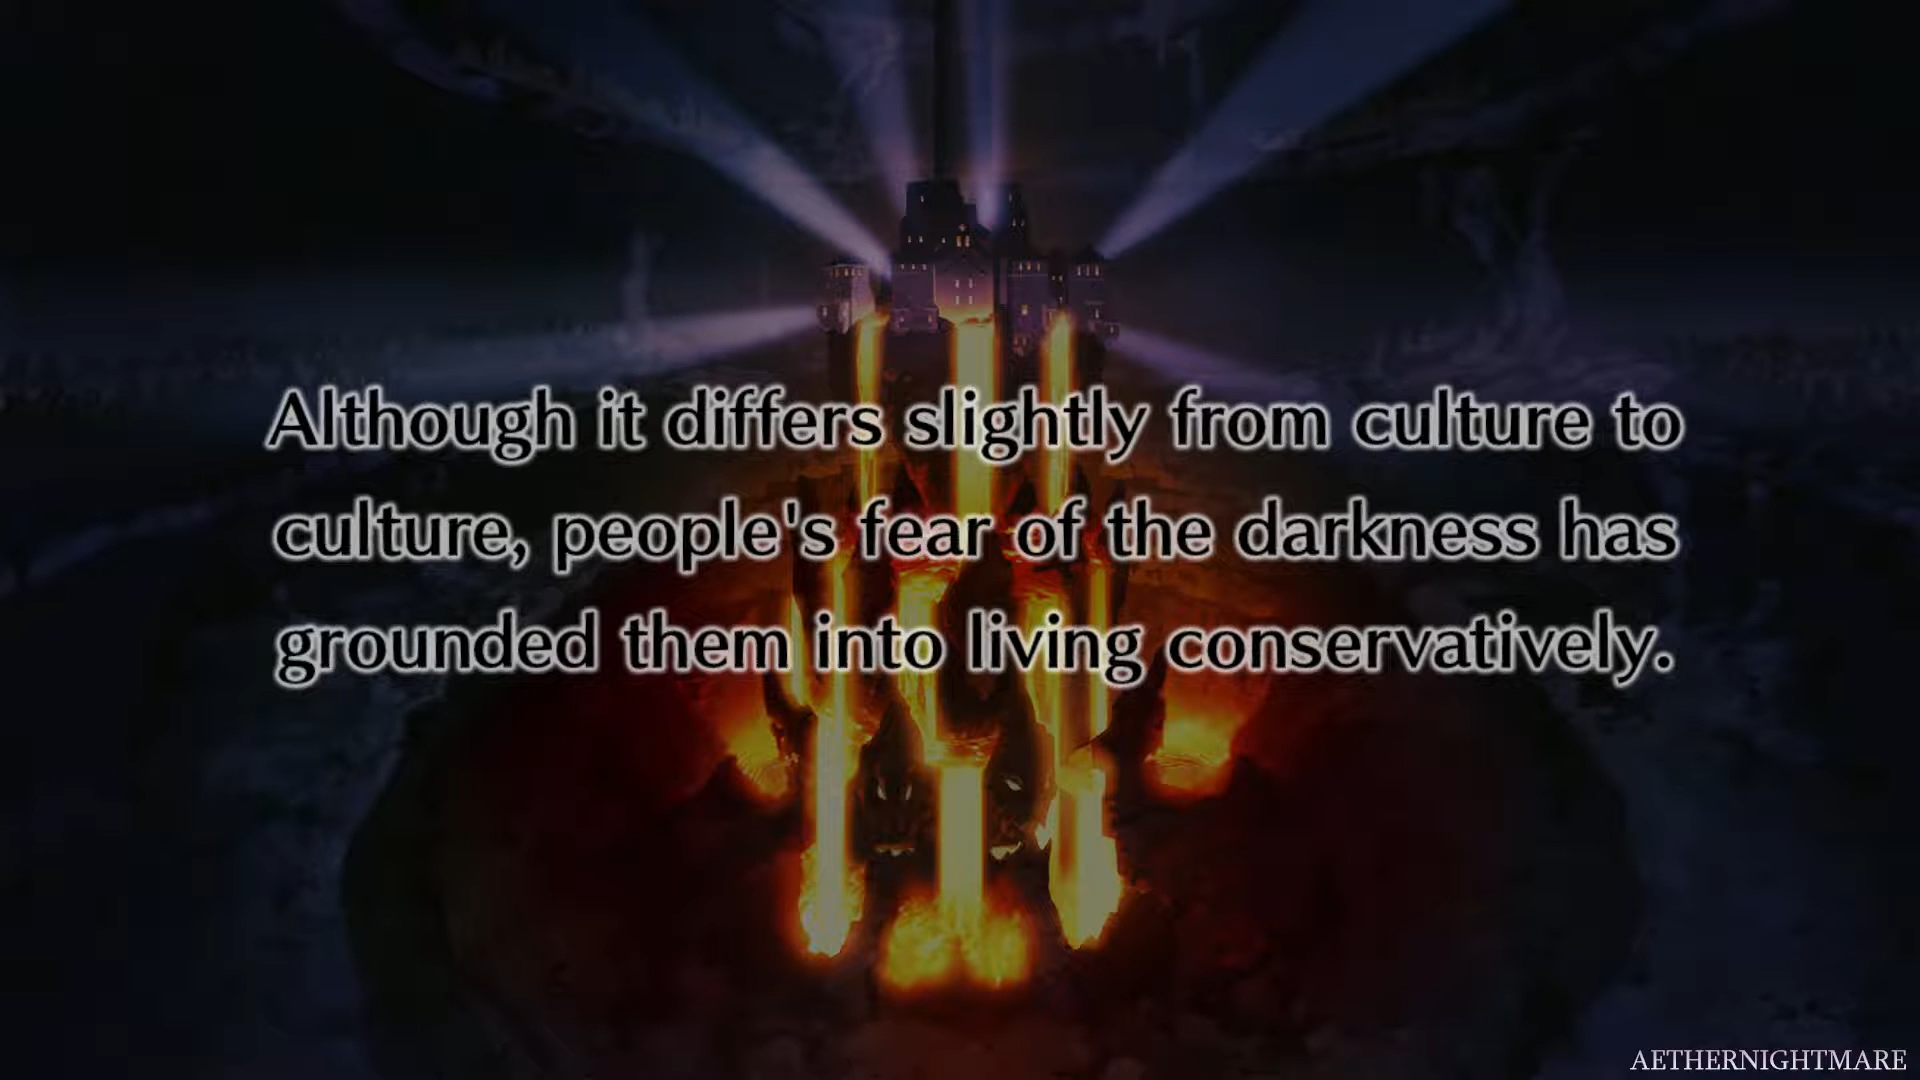 Although it differs slightly from culture to
culture, people's fear of the darkness has
grounded them into living conservatively.
AETHERNIGHTMARE